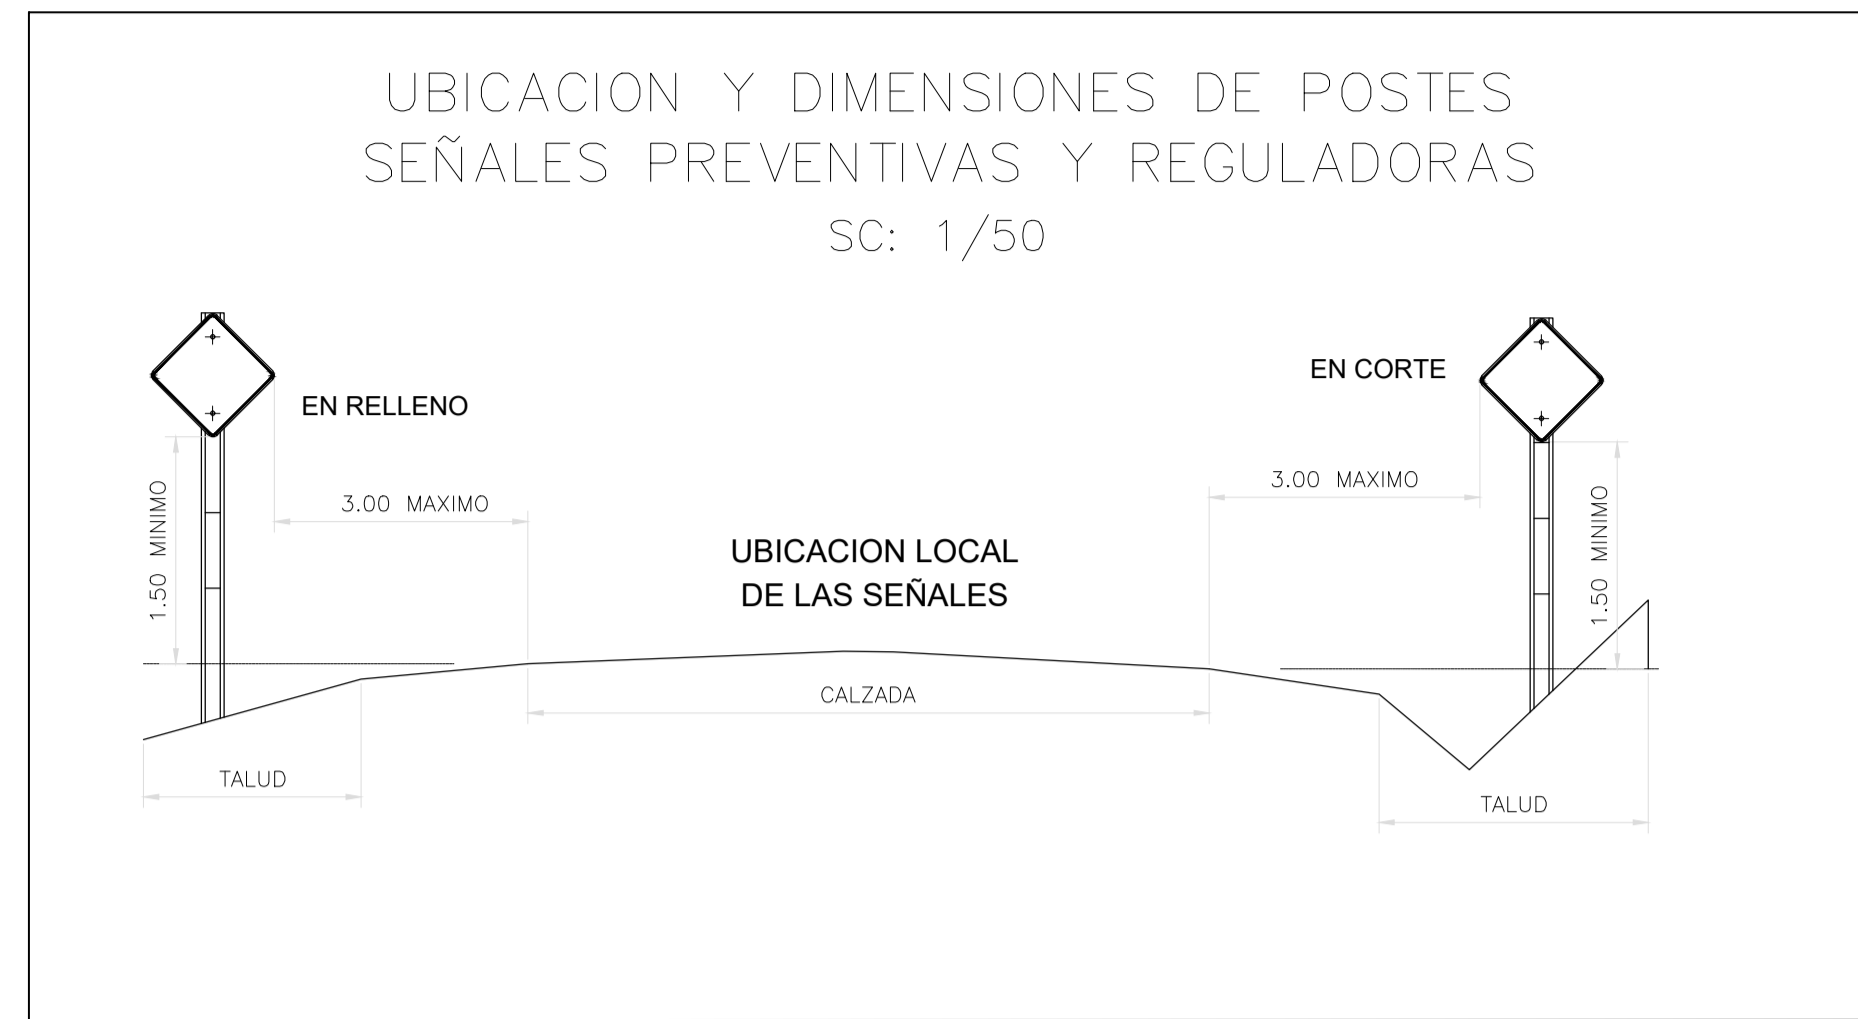 UBICACION Y DIMENSIONES DE POSTES
SEÑALES PREVENTIVAS Y REGULADORAS
SC: 1/50
EN RELLENO
EN CORTE
1.50 MINIMO
3.00 MAXIMO
3.00 MAXIMO
1.50 MINIMO
UBICACION LOCAL
DE LAS SEÑALES
CALZADA
TALUD
TALUD